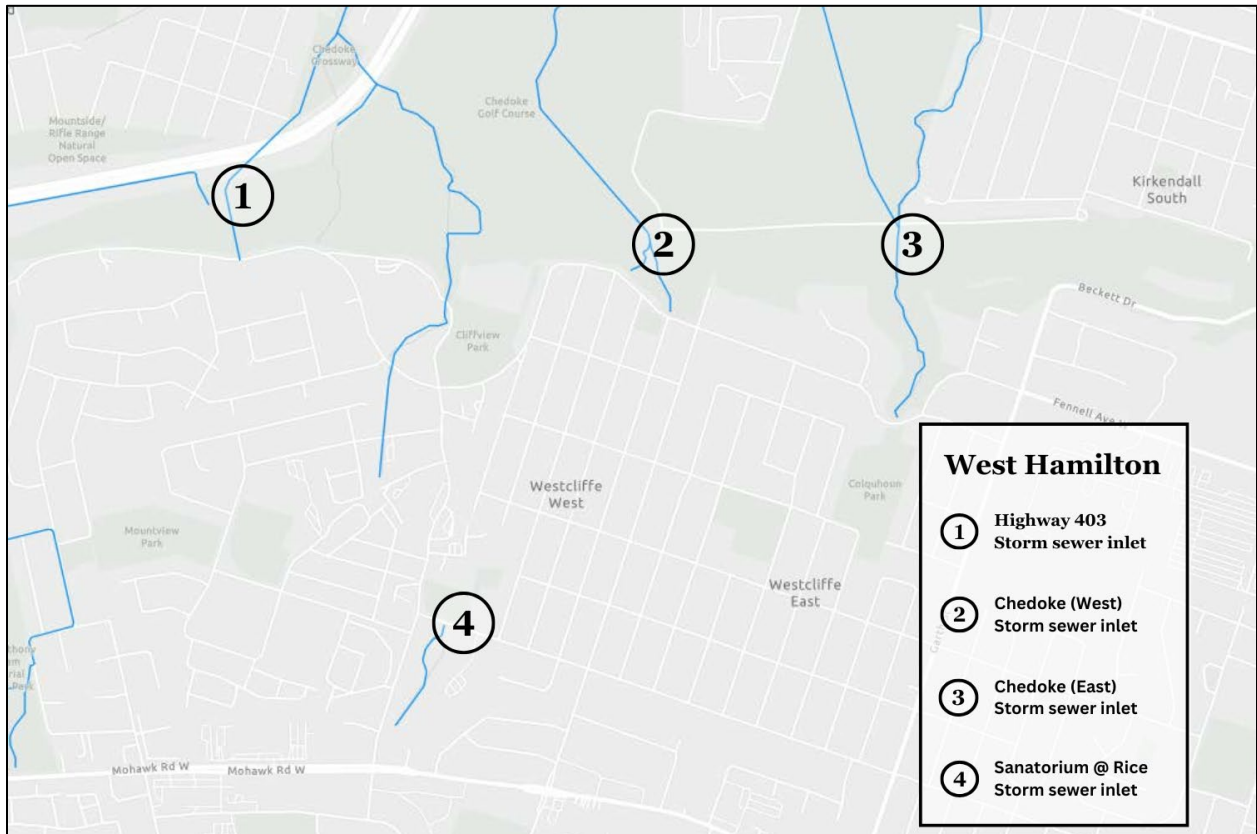 Chedoke
Crossway
Mountside/
Rifle Range
Natural
Open Space
Chedoke
Golf Course
1
2
3
Kirkendall
South
Beckett Dr
Cliffview
Park
Fennell Ave
Westcliffe
West
Colquhoun
Park
Mountview
Park
Westcliffe
East
4
Park
Mohawk Rd W
Mohawk Rd W
West Hamilton
1
Highway 403
Storm sewer inlet
2
Chedoke (West)
Storm sewer inlet
3
Chedoke (East)
Storm sewer inlet
4
Sanatorium @ Rice
Storm sewer inlet